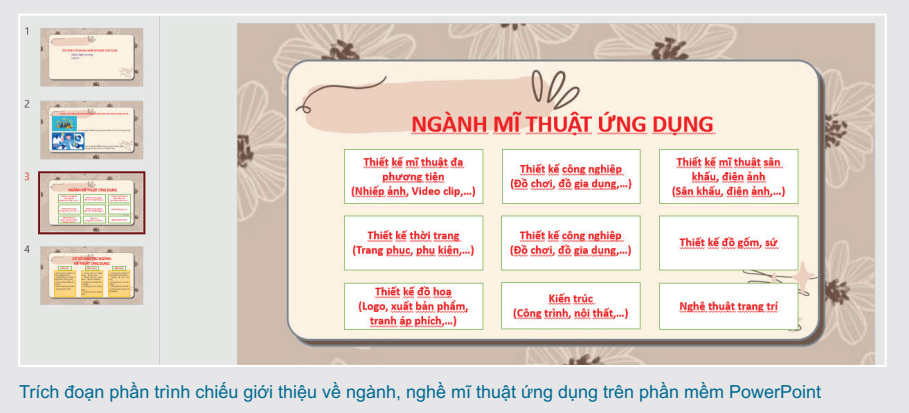 1
2
3
4
NGÀNH MĨ THUẬT ỨNG DỤNG
Thiết kế mĩ thuật đa
phương tiện
(Nhiếp ảnh, Video clip,...)
Thiết kế công nghiệp
(Đồ chơi, đồ gia dụng,...)
Thiết kế mĩ thuật sân
khấu, điện ảnh
(Sân khấu, điện ảnh,...)
Thiết kế thời trang
(Trang phục, phụ kiện,...)
Thiết kế công nghiệp
(Đồ chơi, đồ gia dụng,...)
Thiết kế đồ gốm, sứ
Thiết kế đồ hoạ
(Logo, xuất bản phẩm,
tranh áp phích,...)
Kiến trúc
(Công trình, nội thất,...)
Nghệ thuật trang trí
Trích đoạn phần trình chiếu giới thiệu về ngành, nghề mĩ thuật ứng dụng trên phần mềm PowerPoint